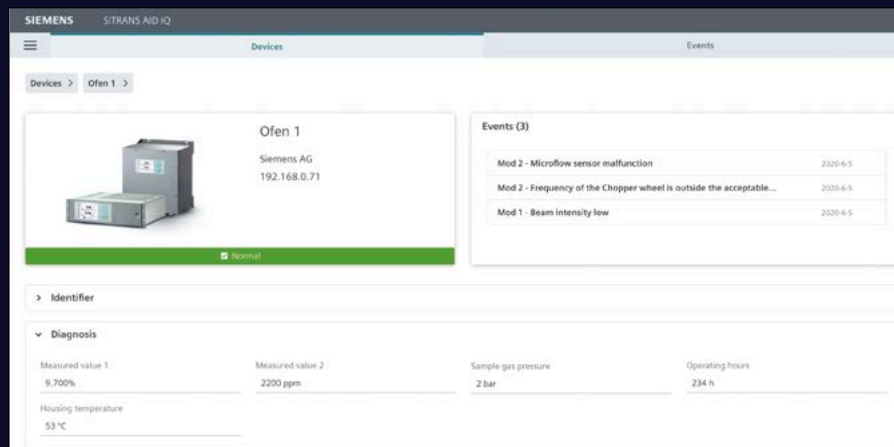 SIEMENS SITRANS AID IQ
Devices Events
Devices > Ofen 1 >
Ofen 1
Siemens AG
192.168.0.71
Normal
Events (3)
Mod 2 - Microflow sensor malfunction 2020-6-5
Mod 2 - Frequency of the Chopper wheel is outside the acceptable... 2020-6-5
Mod 1 - Beam intensity low 2020-6-5
Identifier
Diagnosis
Measured value 1 Measured value 2 Sample gas pressure Operating hours
9.700% 2200 ppm 2 bar 234 h
Housing temperature
53 °C